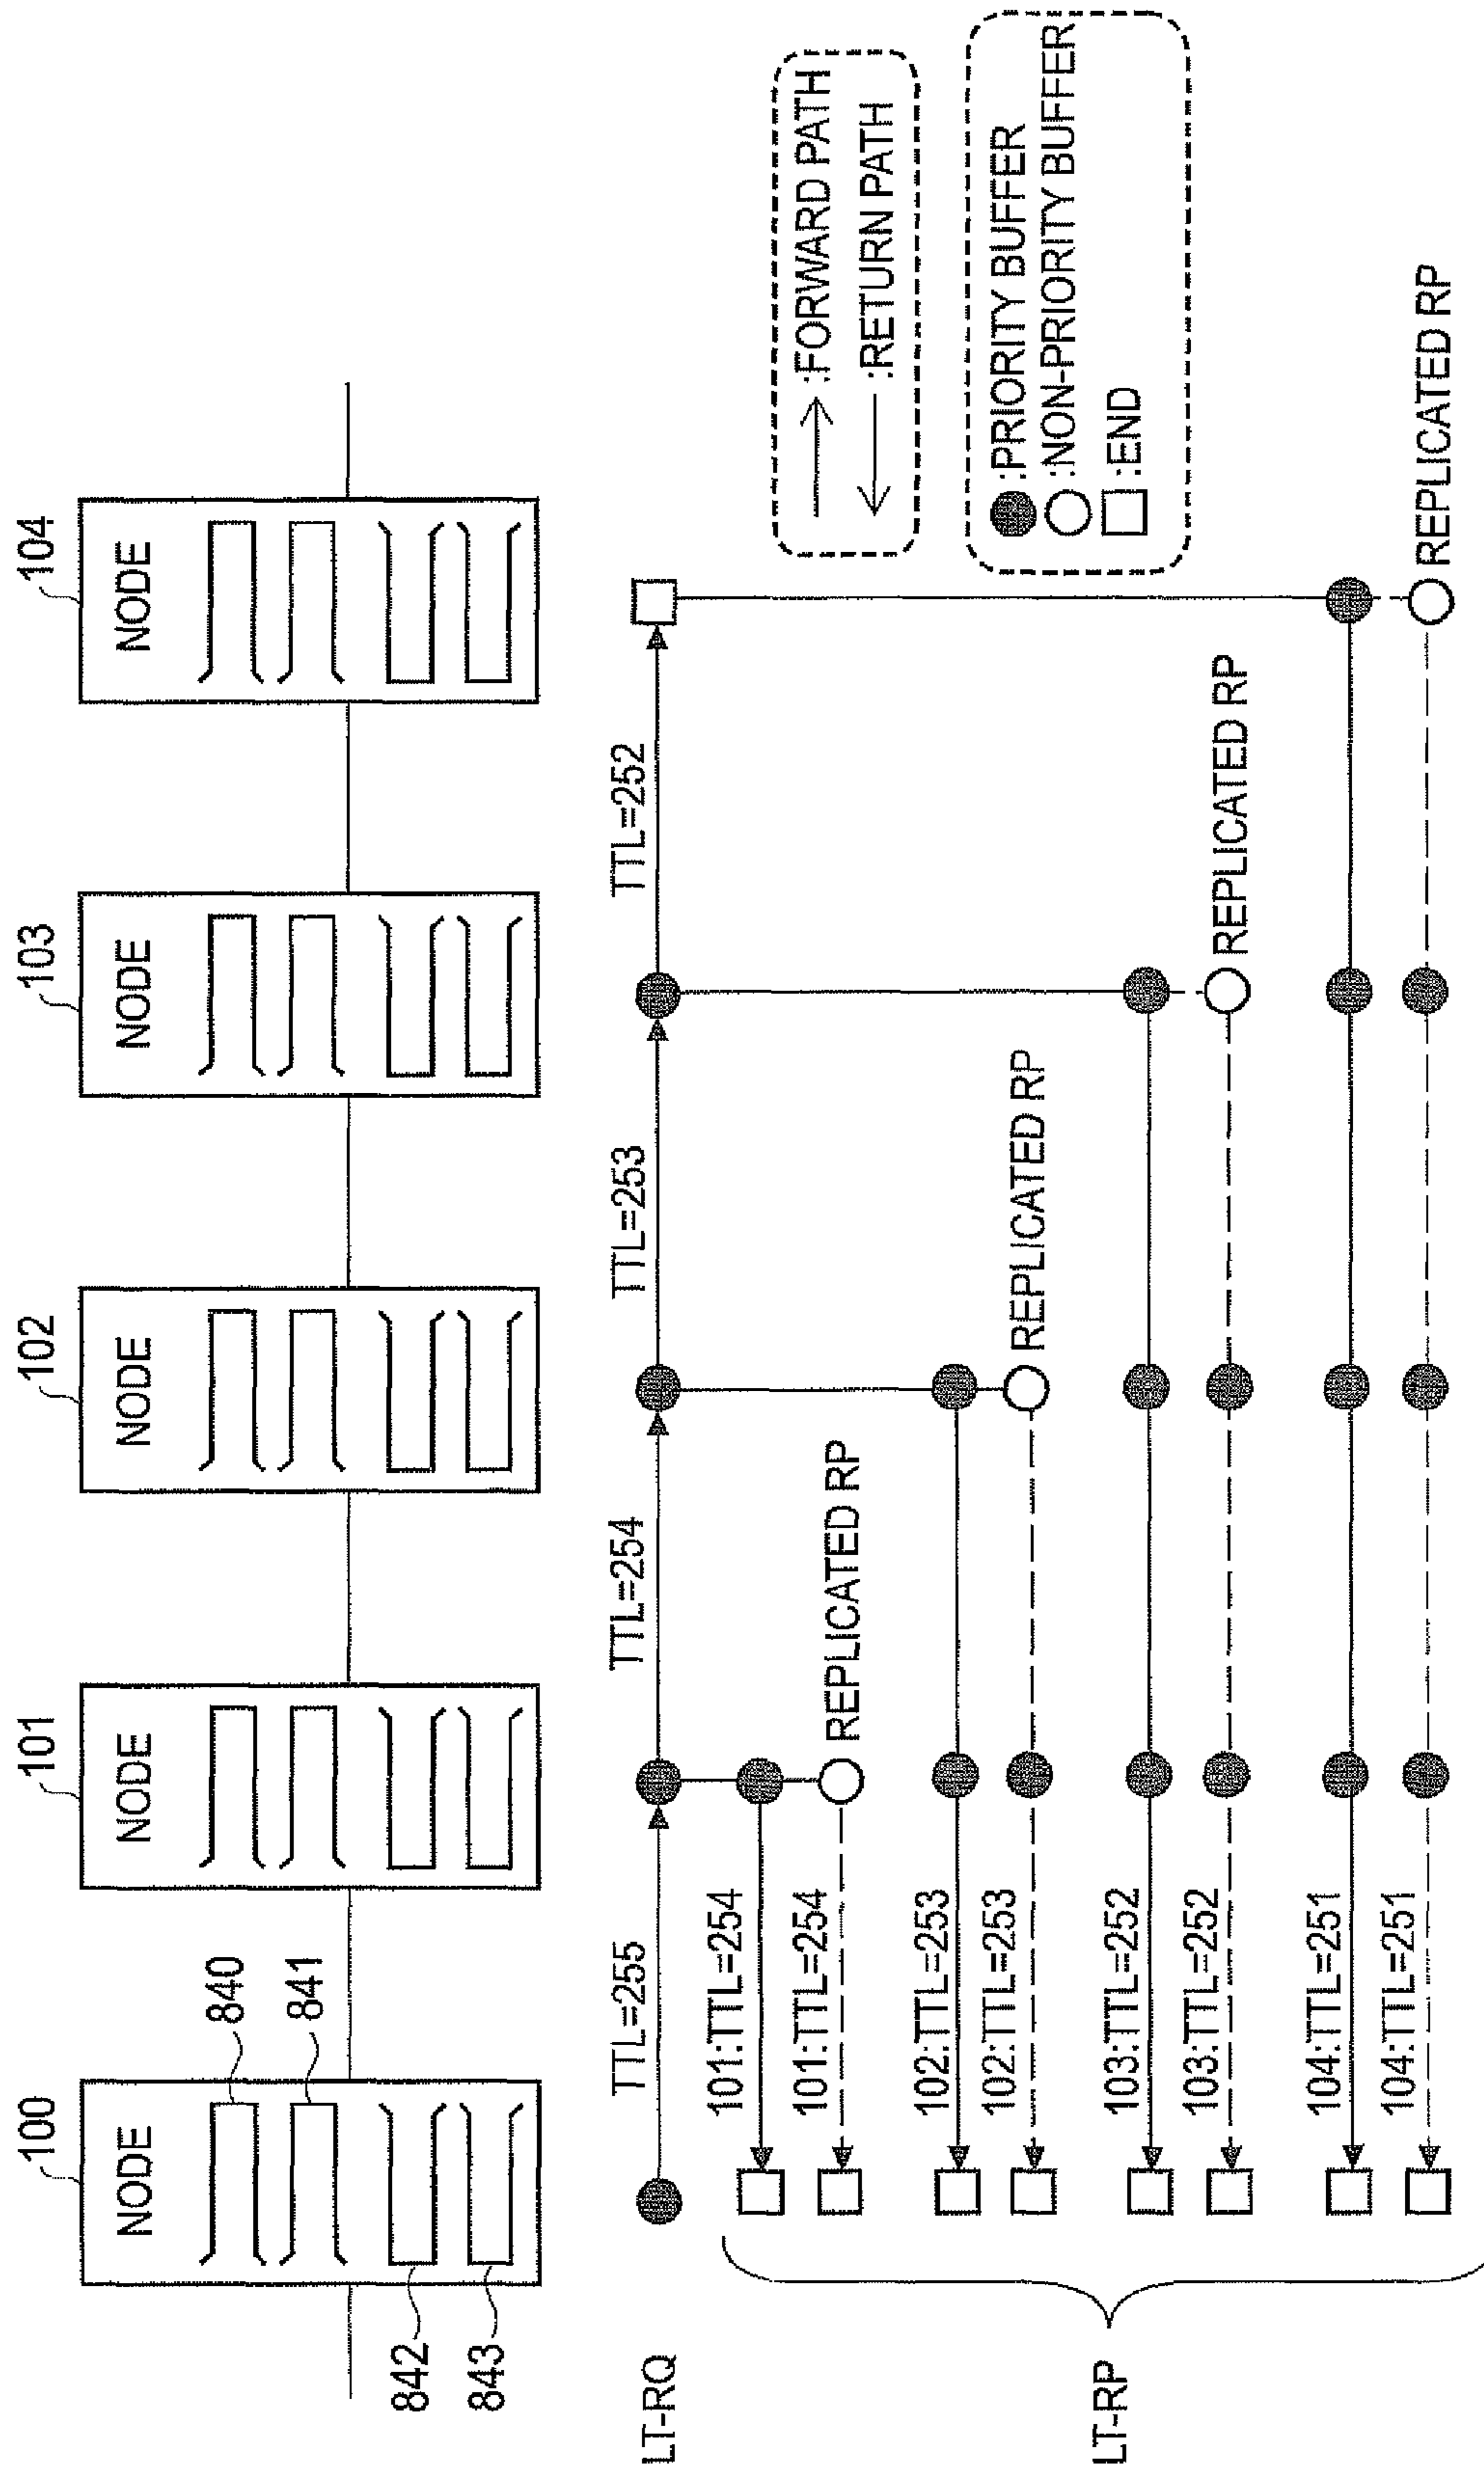 100
101
102
103
104
NODE
NODE
NODE
NODE
NODE
840
841
842
843
LT-RQ
TTL=255
TTL=254
TTL=253
TTL=252
LT-RP
101:TTL=254
101:TTL=254
REPLICATED RP
102:TTL=253
102:TTL=253
REPLICATED RP
103:TTL=252
103:TTL=252
REPLICATED RP
104:TTL=251
104:TTL=251
REPLICATED RP
:FORWARD PATH
:RETURN PATH
:PRIORITY BUFFER
:NON-PRIORITY BUFFER
:END